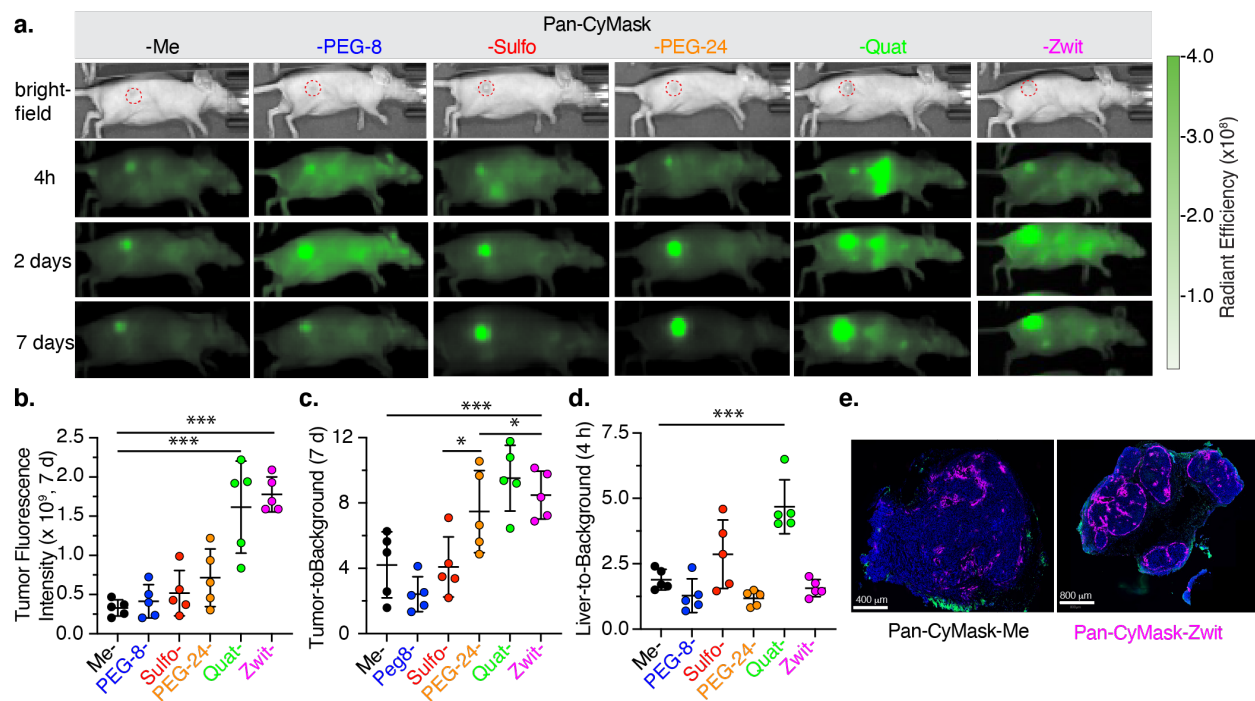 a.
Pan-CyMask
-Me
-PEG-8
-Sulfo
-PEG-24
-Quat
-Zwit
bright-
field
4h
2 days
7 days
-4.0
-3.0
-2.0
-1.0
Radiant Efficiency (x10⁸)
b.
Tumor Fluorescence
Intensity (x 10⁹, 7 d)
2.5
2.0
1.5
1.0
0.5
0.0
***
***
Me-
PEG-8-
Sulfo-
PEG-24-
Quat-
Zwit-
c.
Tumor-toBackground (7 d)
12
8
4
0
***
*
*
Me-
Peg8-
Sulfo-
PEG-24-
Quat-
Zwit-
d.
Liver-to-Background (4 h)
7.5
5.0
2.5
0.0
***
Me-
PEG-8-
Sulfo-
PEG-24-
Quat-
Zwit-
e.
400 μm
800 μm
Pan-CyMask-Me
Pan-CyMask-Zwit